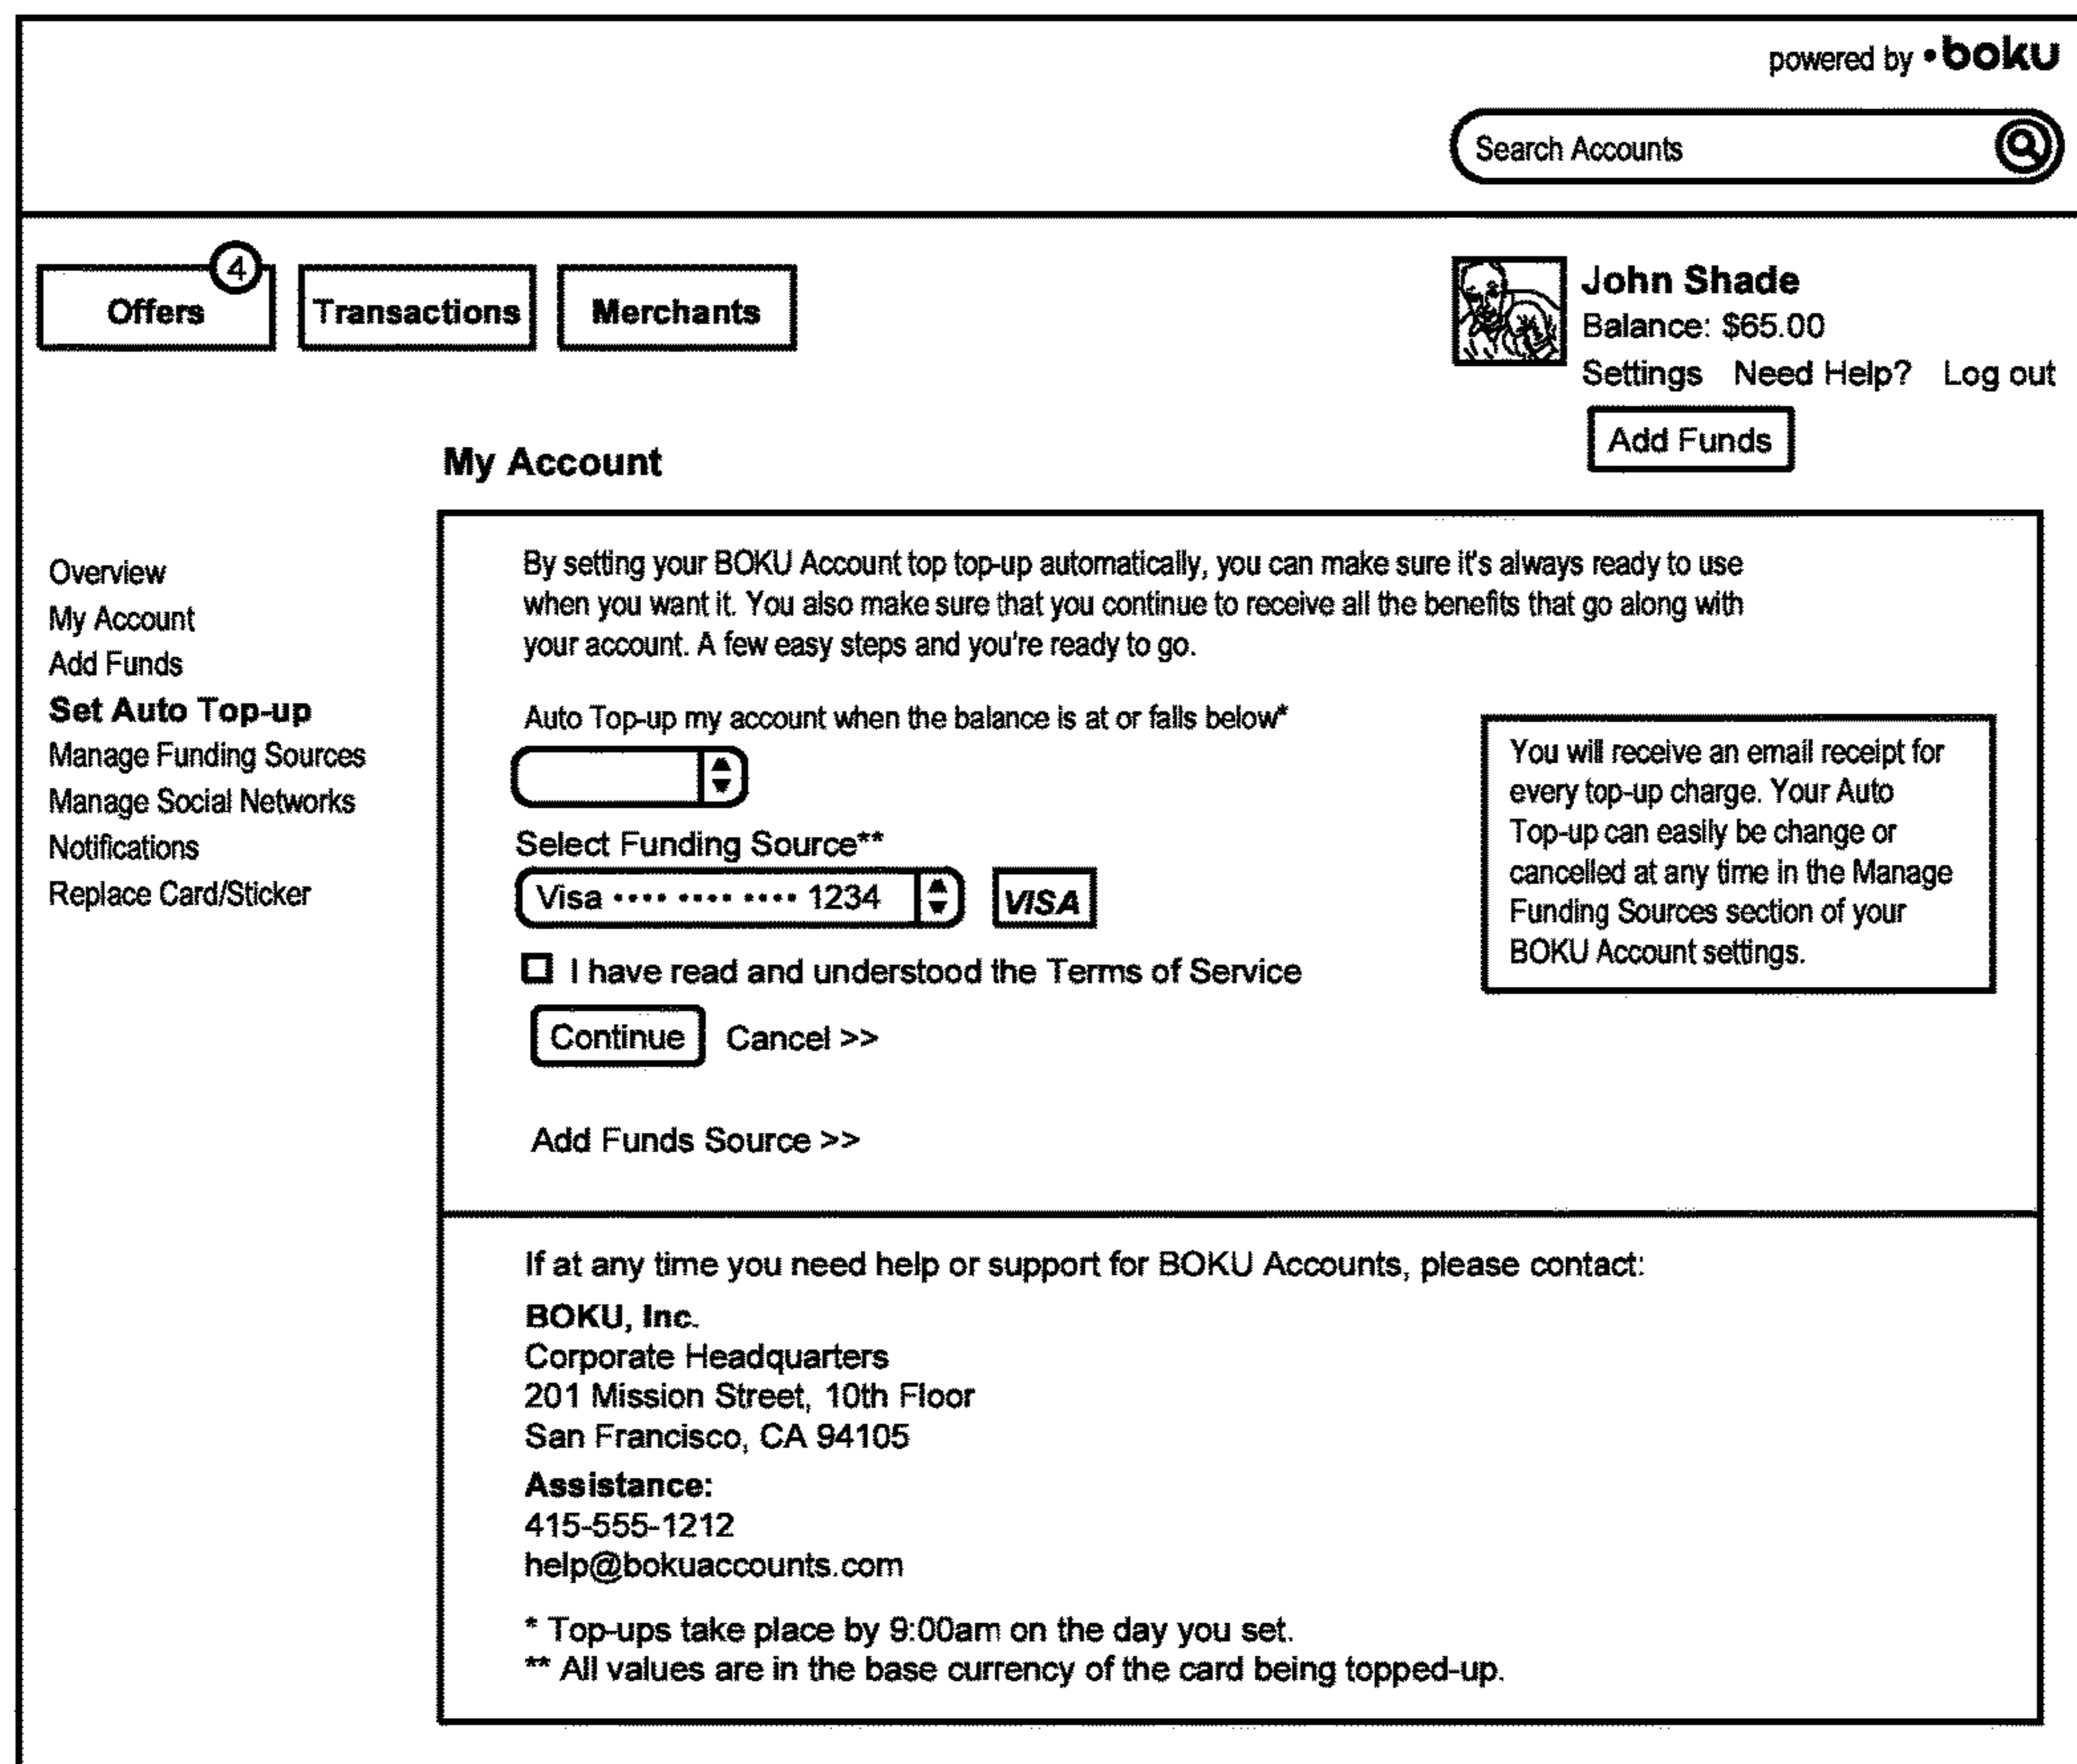 powered by •boku
Search Accounts
4
Offers
Transactions
Merchants
John Shade
Balance: $65.00
Settings Need Help? Log out
Add Funds
My Account
Overview
My Account
Add Funds
Set Auto Top-up
Manage Funding Sources
Manage Social Networks
Notifications
Replace Card/Sticker
By setting your BOKU Account top top-up automatically, you can make sure it's always ready to use
when you want it. You also make sure that you continue to receive all the benefits that go along with
your account. A few easy steps and you're ready to go.
Auto Top-up my account when the balance is at or falls below*
Select Funding Source**
Visa •••• •••• •••• 1234
VISA
I have read and understood the Terms of Service
Continue Cancel >>
Add Funds Source >>
You will receive an email receipt for
every top-up charge. Your Auto
Top-up can easily be change or
cancelled at any time in the Manage
Funding Sources section of your
BOKU Account settings.
If at any time you need help or support for BOKU Accounts, please contact:
BOKU, Inc.
Corporate Headquarters
201 Mission Street, 10th Floor
San Francisco, CA 94105
Assistance:
415-555-1212
help@bokuaccounts.com
* Top-ups take place by 9:00am on the day you set.
** All values are in the base currency of the card being topped-up.